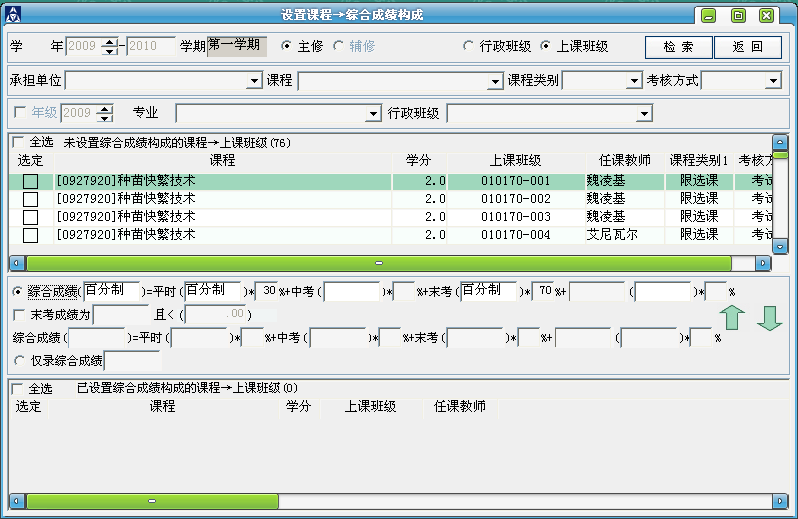 设置课程→综合成绩构成
学 年 2009 - 2010 学期 第一学期 主修 辅修 行政班级 上课班级 检 索 返 回
承担单位 课程 课程类别 考核方式
年级 2009 专业 行政班级
全选 未设置综合成绩构成的课程→上课班级(76)
选定 课程 学分 上课班级 任课教师 课程类别1 考核方
[0927920]种苗快繁技术 2.0 010170-001 魏凌基 限选课 考试
[0927920]种苗快繁技术 2.0 010170-002 魏凌基 限选课 考试
[0927920]种苗快繁技术 2.0 010170-003 魏凌基 限选课 考试
[0927920]种苗快繁技术 2.0 010170-004 艾尼瓦尔 限选课 考试
综合成绩(百分制 )=平时(百分制 )* 30 %+中考( )* %+末考(百分制 )* 70 %+ ( )* %
末考成绩为 且< ( .00 )
综合成绩( )=平时( )* %+中考( )* %+末考( )* %+ ( )* %
仅录综合成绩
全选 已设置综合成绩构成的课程→上课班级(0)
选定 课程 学分 上课班级 任课教师